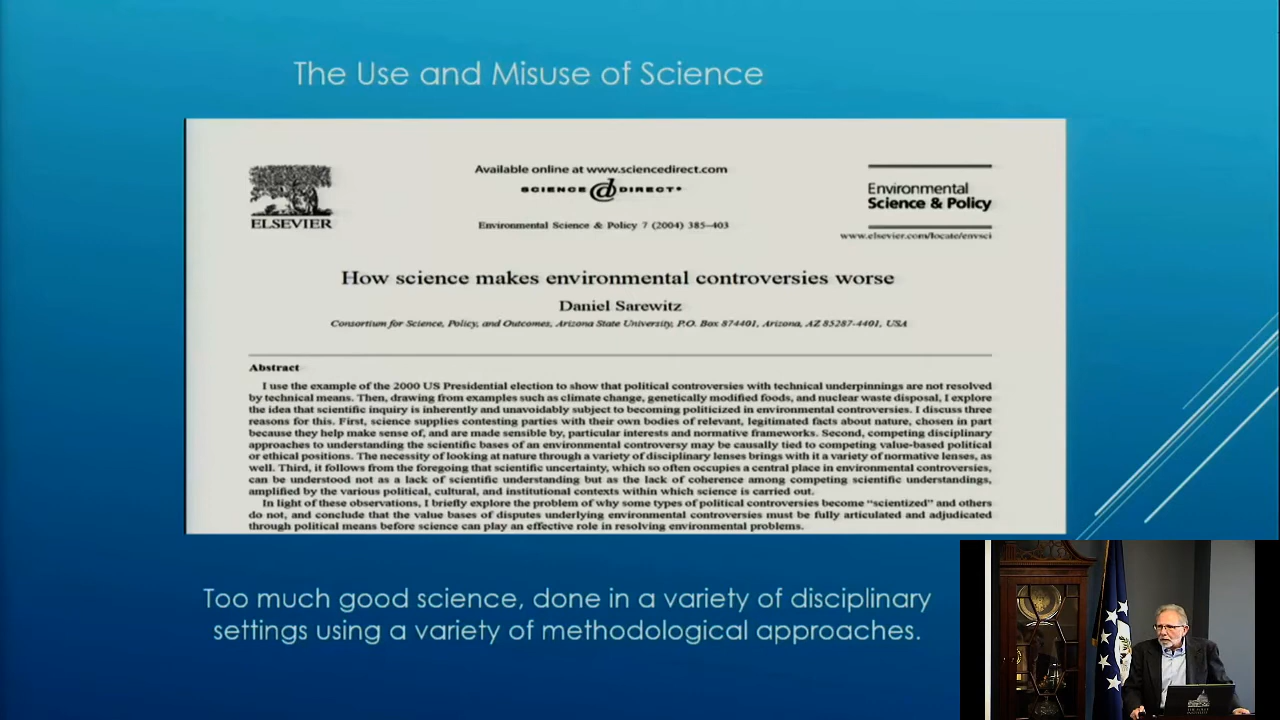 The Use and Misuse of Science
ELSEVIER
Available online at www.sciencedirect.com
SCIENCE @ DIRECT®
Environmental Science & Policy 7 (2004) 385–403
Environmental
Science & Policy
www.elsevier.com/locate/envsci
How science makes environmental controversies worse
Daniel Sarewitz
Consortium for Science, Policy, and Outcomes, Arizona State University, P.O. Box 874401, Arizona, AZ 85287-4401, USA
Abstract
I use the example of the 2000 US Presidential election to show that political controversies with technical underpinnings are not resolved
by technical means. Then, drawing from examples such as climate change, genetically modified foods, and nuclear waste disposal, I explore
the idea that scientific inquiry is inherently and unavoidably subject to becoming politicized in environmental controversies. I discuss three
reasons for this. First, science supplies contesting parties with their own bodies of relevant, legitimated facts about nature, chosen in part
because they help make sense of, and are made sensible by, particular interests and normative frameworks. Second, competing disciplinary
approaches to understanding the scientific bases of an environmental controversy may be causally tied to competing value-based political
or ethical positions. The necessity of looking at nature through a variety of disciplinary lenses brings with it a variety of normative lenses, as
well. Third, it follows from the foregoing that scientific uncertainty, which so often occupies a central place in environmental controversies,
can be understood not as a lack of scientific understanding but as the lack of coherence among competing scientific understandings,
amplified by the various political, cultural, and institutional contexts within which science is carried out.
In light of these observations, I briefly explore the problem of why some types of political controversies become “scientized” and others
do not, and conclude that the value bases of disputes underlying environmental controversies must be fully articulated and adjudicated
through political means before science can play an effective role in resolving environmental problems.
Too much good science, done in a variety of disciplinary
settings using a variety of methodological approaches.